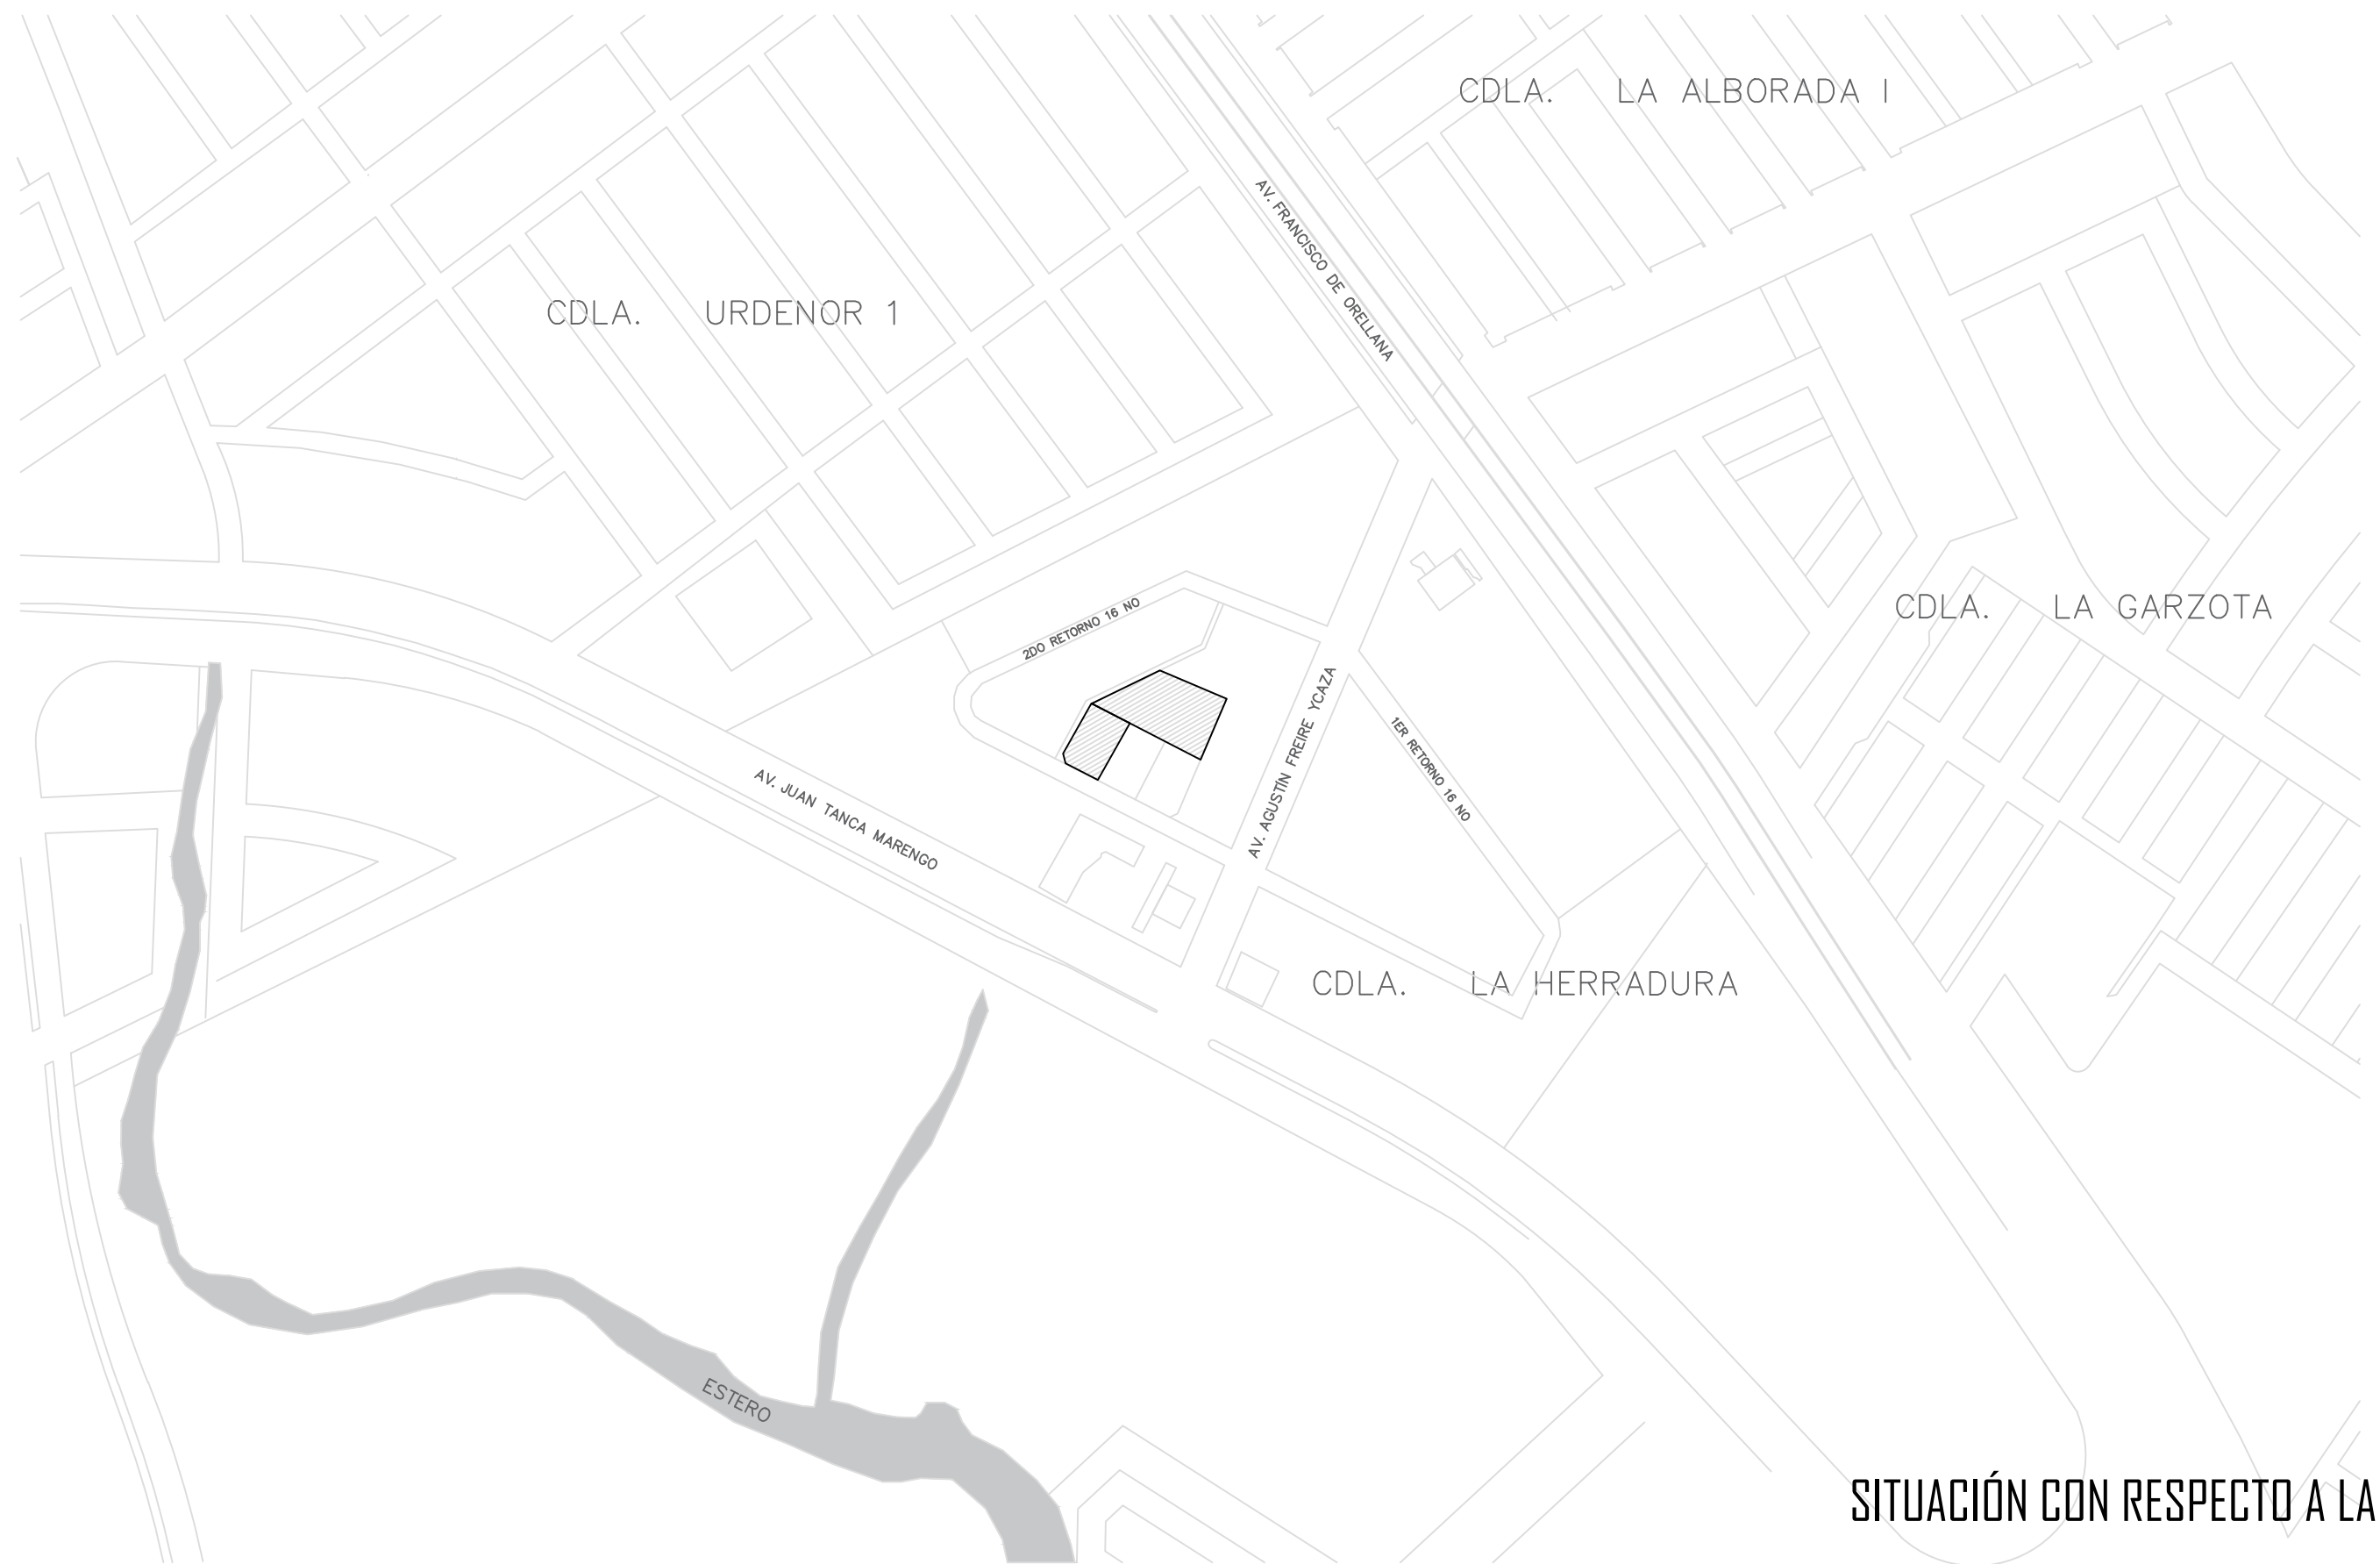 CDLA. LA ALBORADA I
AV. FRANCISCO DE ORELLANA
CDLA. URDENOR 1
CDLA. LA GARZOTA
2DO RETORNO 16 NO
AV. AGUSTÍN FREIRE YCAZA
1ER RETORNO 16 NO
AV. JUAN TANCA MARENGO
CDLA. LA HERRADURA
ESTERO
SITUACIÓN CON RESPECTO A LA